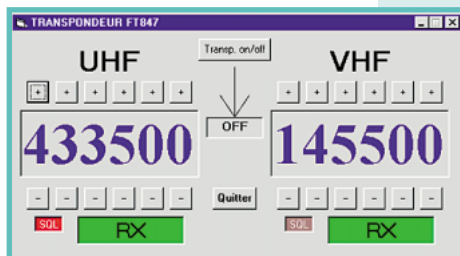 TRANSPONDEUR FT847
UHF
Transp. on/off
VHF
+ + + + + +
+ + + + + +
433500
OFF
145500
- - - - - -
Quitter
- - - - - -
SQL
RX
SQL
RX